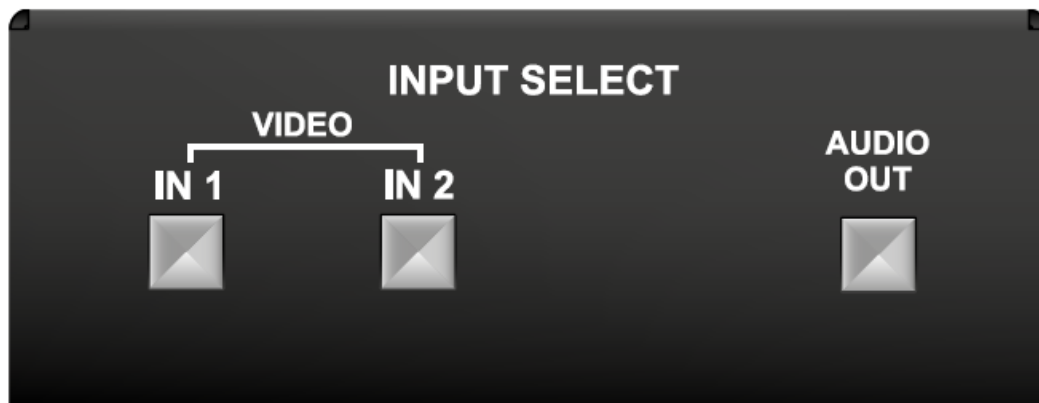 INPUT SELECT
VIDEO
IN 1
IN 2
AUDIO
OUT